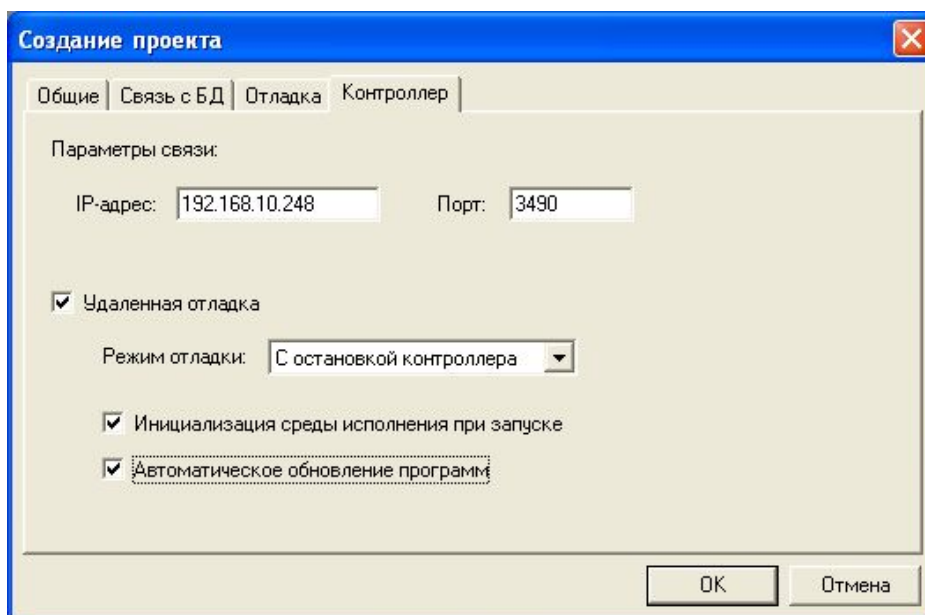 Создание проекта
Общие Связь с БД Отладка Контроллер
Параметры связи:
IP-адрес: 192.168.10.248 Порт: 3490
Удаленная отладка
Режим отладки: С остановкой контроллера
Инициализация среды исполнения при запуске
Автоматическое обновление программ
OK Отмена